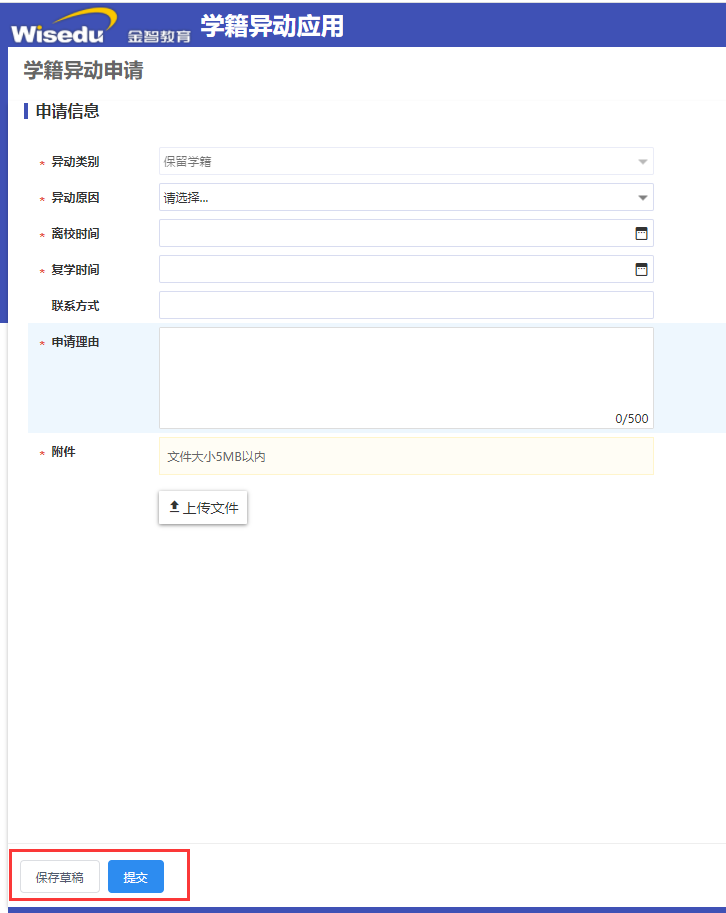 Wisedu 金智教育 学籍异动应用
学籍异动申请
申请信息
* 异动类别 保留学籍
* 异动原因 请选择...
* 离校时间
* 复学时间
联系方式
* 申请理由
0/500
* 附件 文件大小5MB以内
上传文件
保存草稿 提交